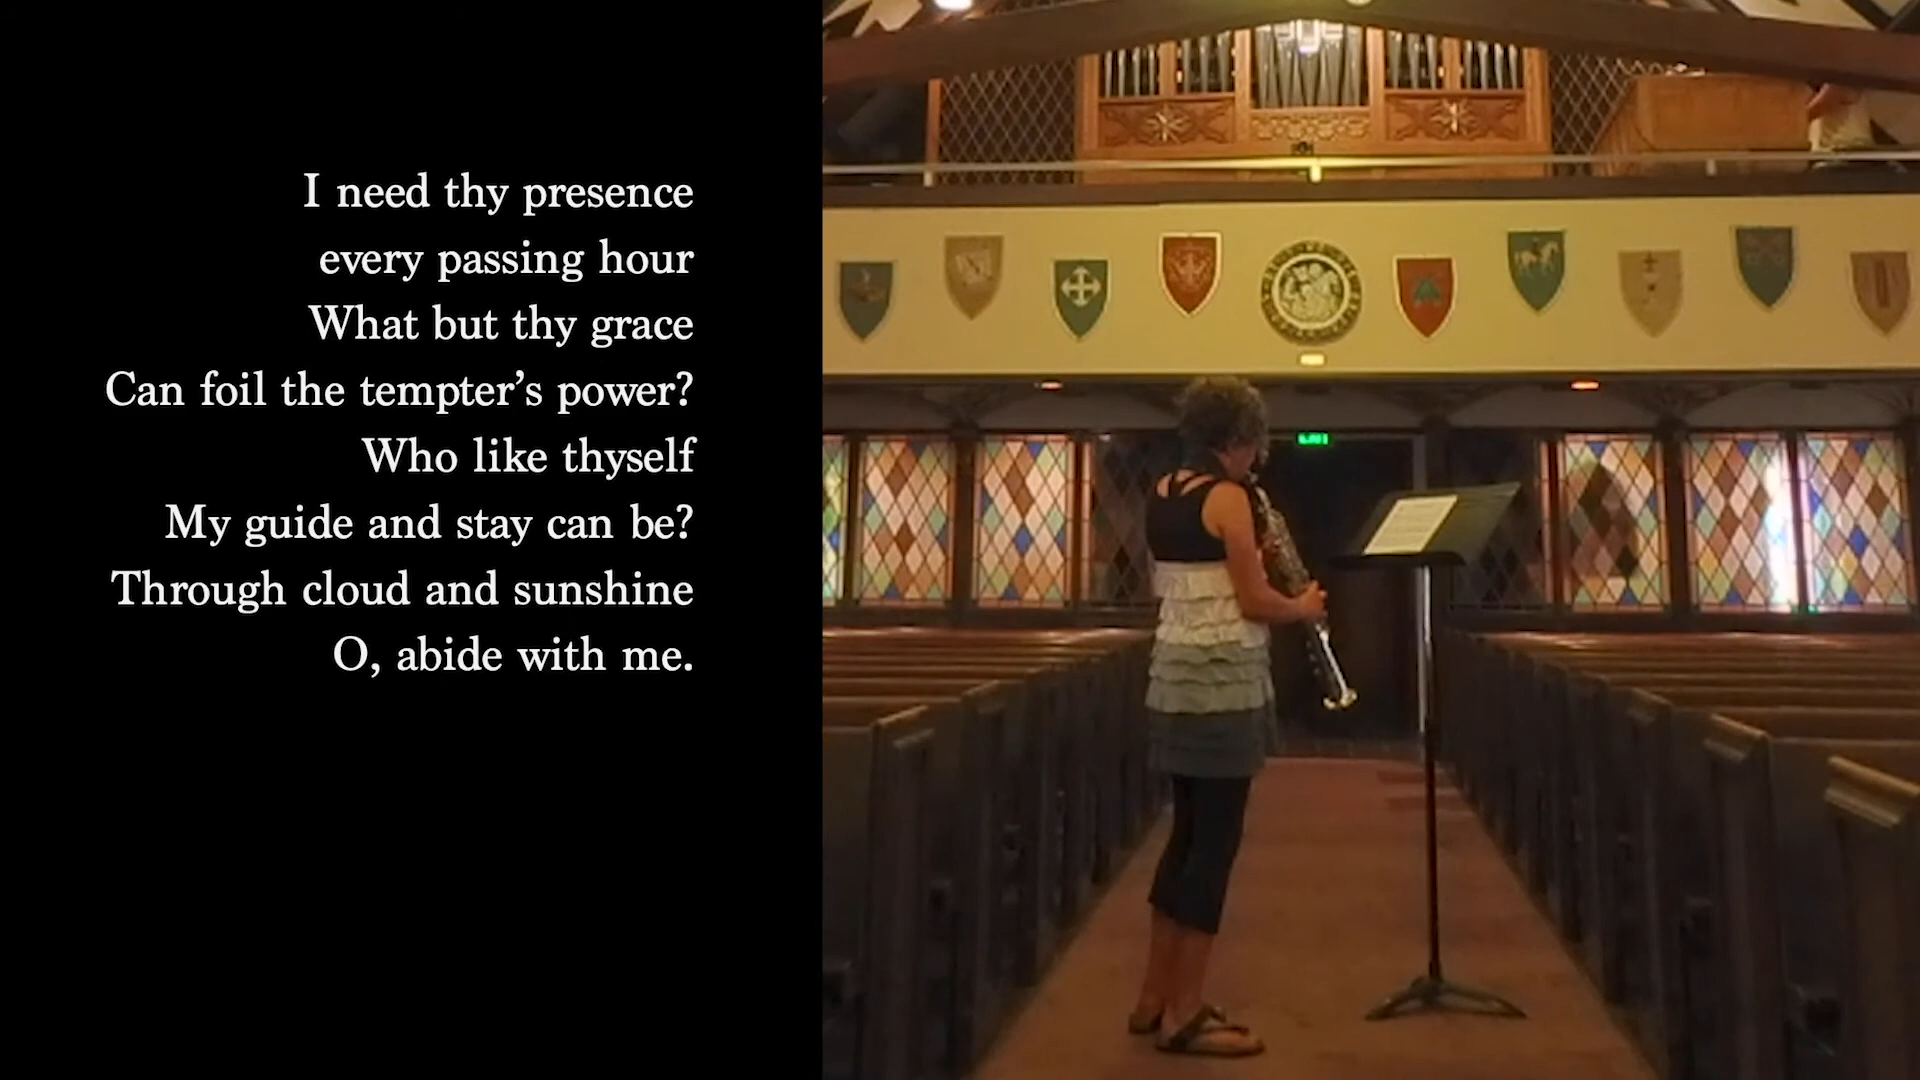 I need thy presence
every passing hour
What but thy grace
Can foil the tempter's power?
Who like thyself
My guide and stay can be?
Through cloud and sunshine
O, abide with me.
EXIT